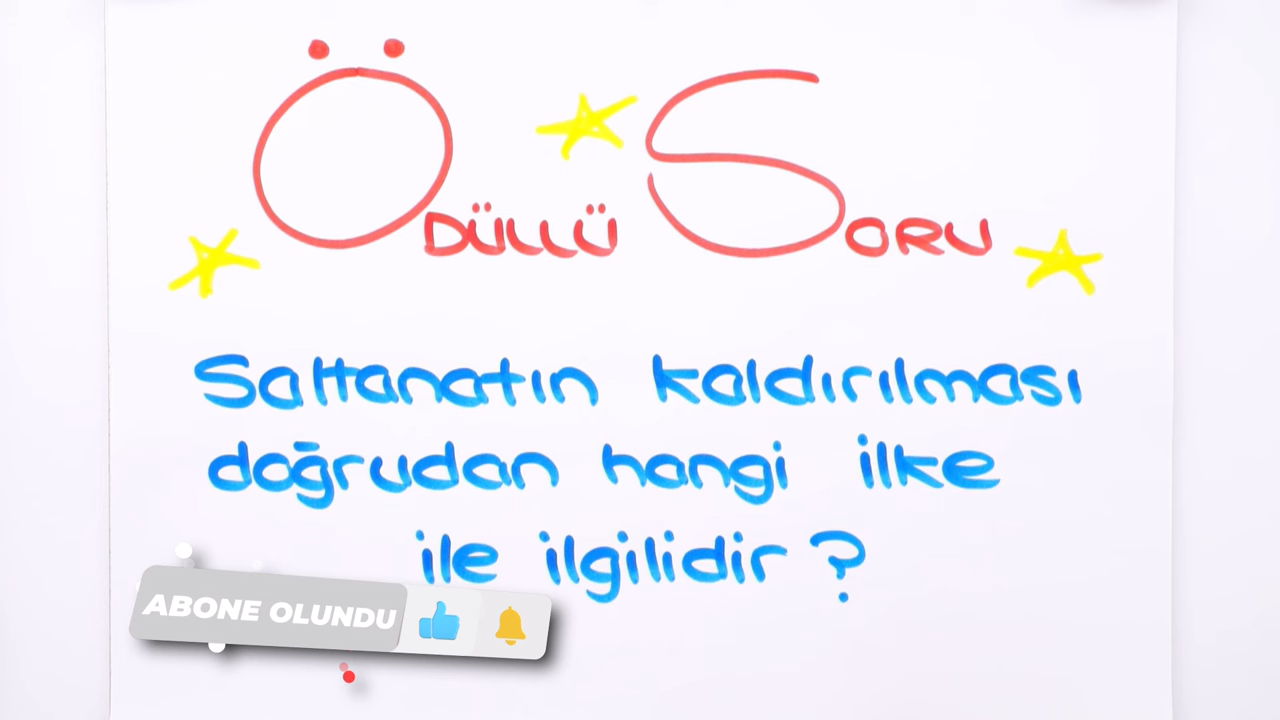 ÖDÜLLÜ SORU
Saltanatın kaldırılması
doğrudan hangi ilke
ile ilgilidir?
ABONE OLUNDU